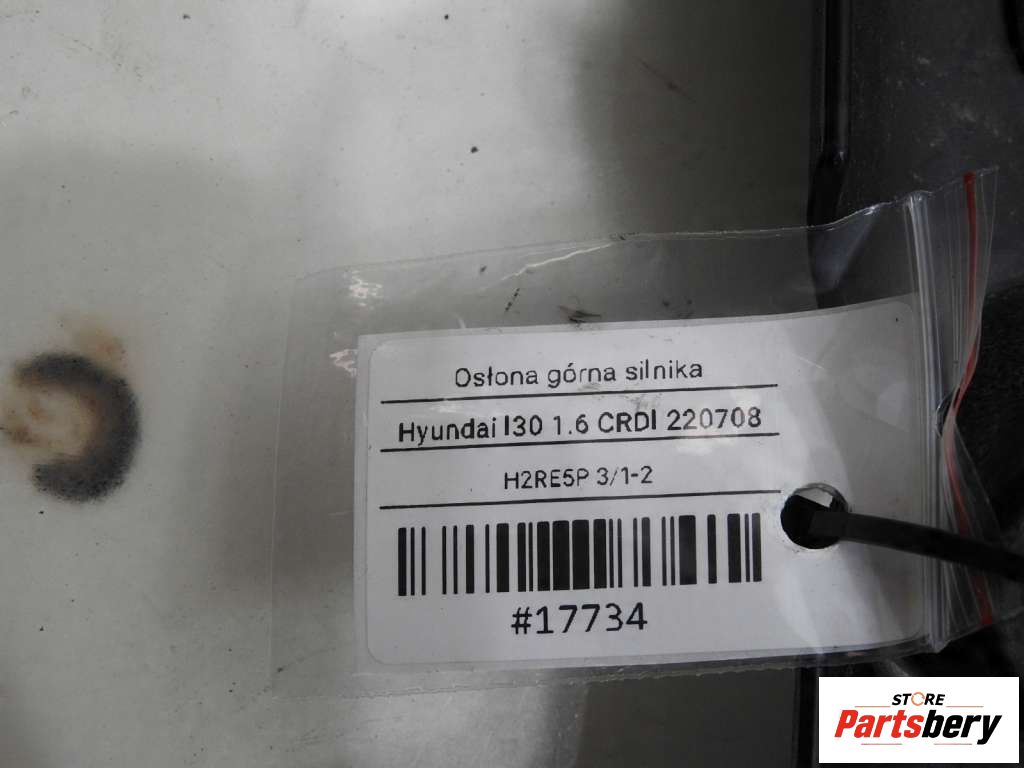 Osłona górna silnika
Hyundai I30 1.6 CRDI 220708
H2RE5P 3/1-2
#17734
STORE
Partsbery